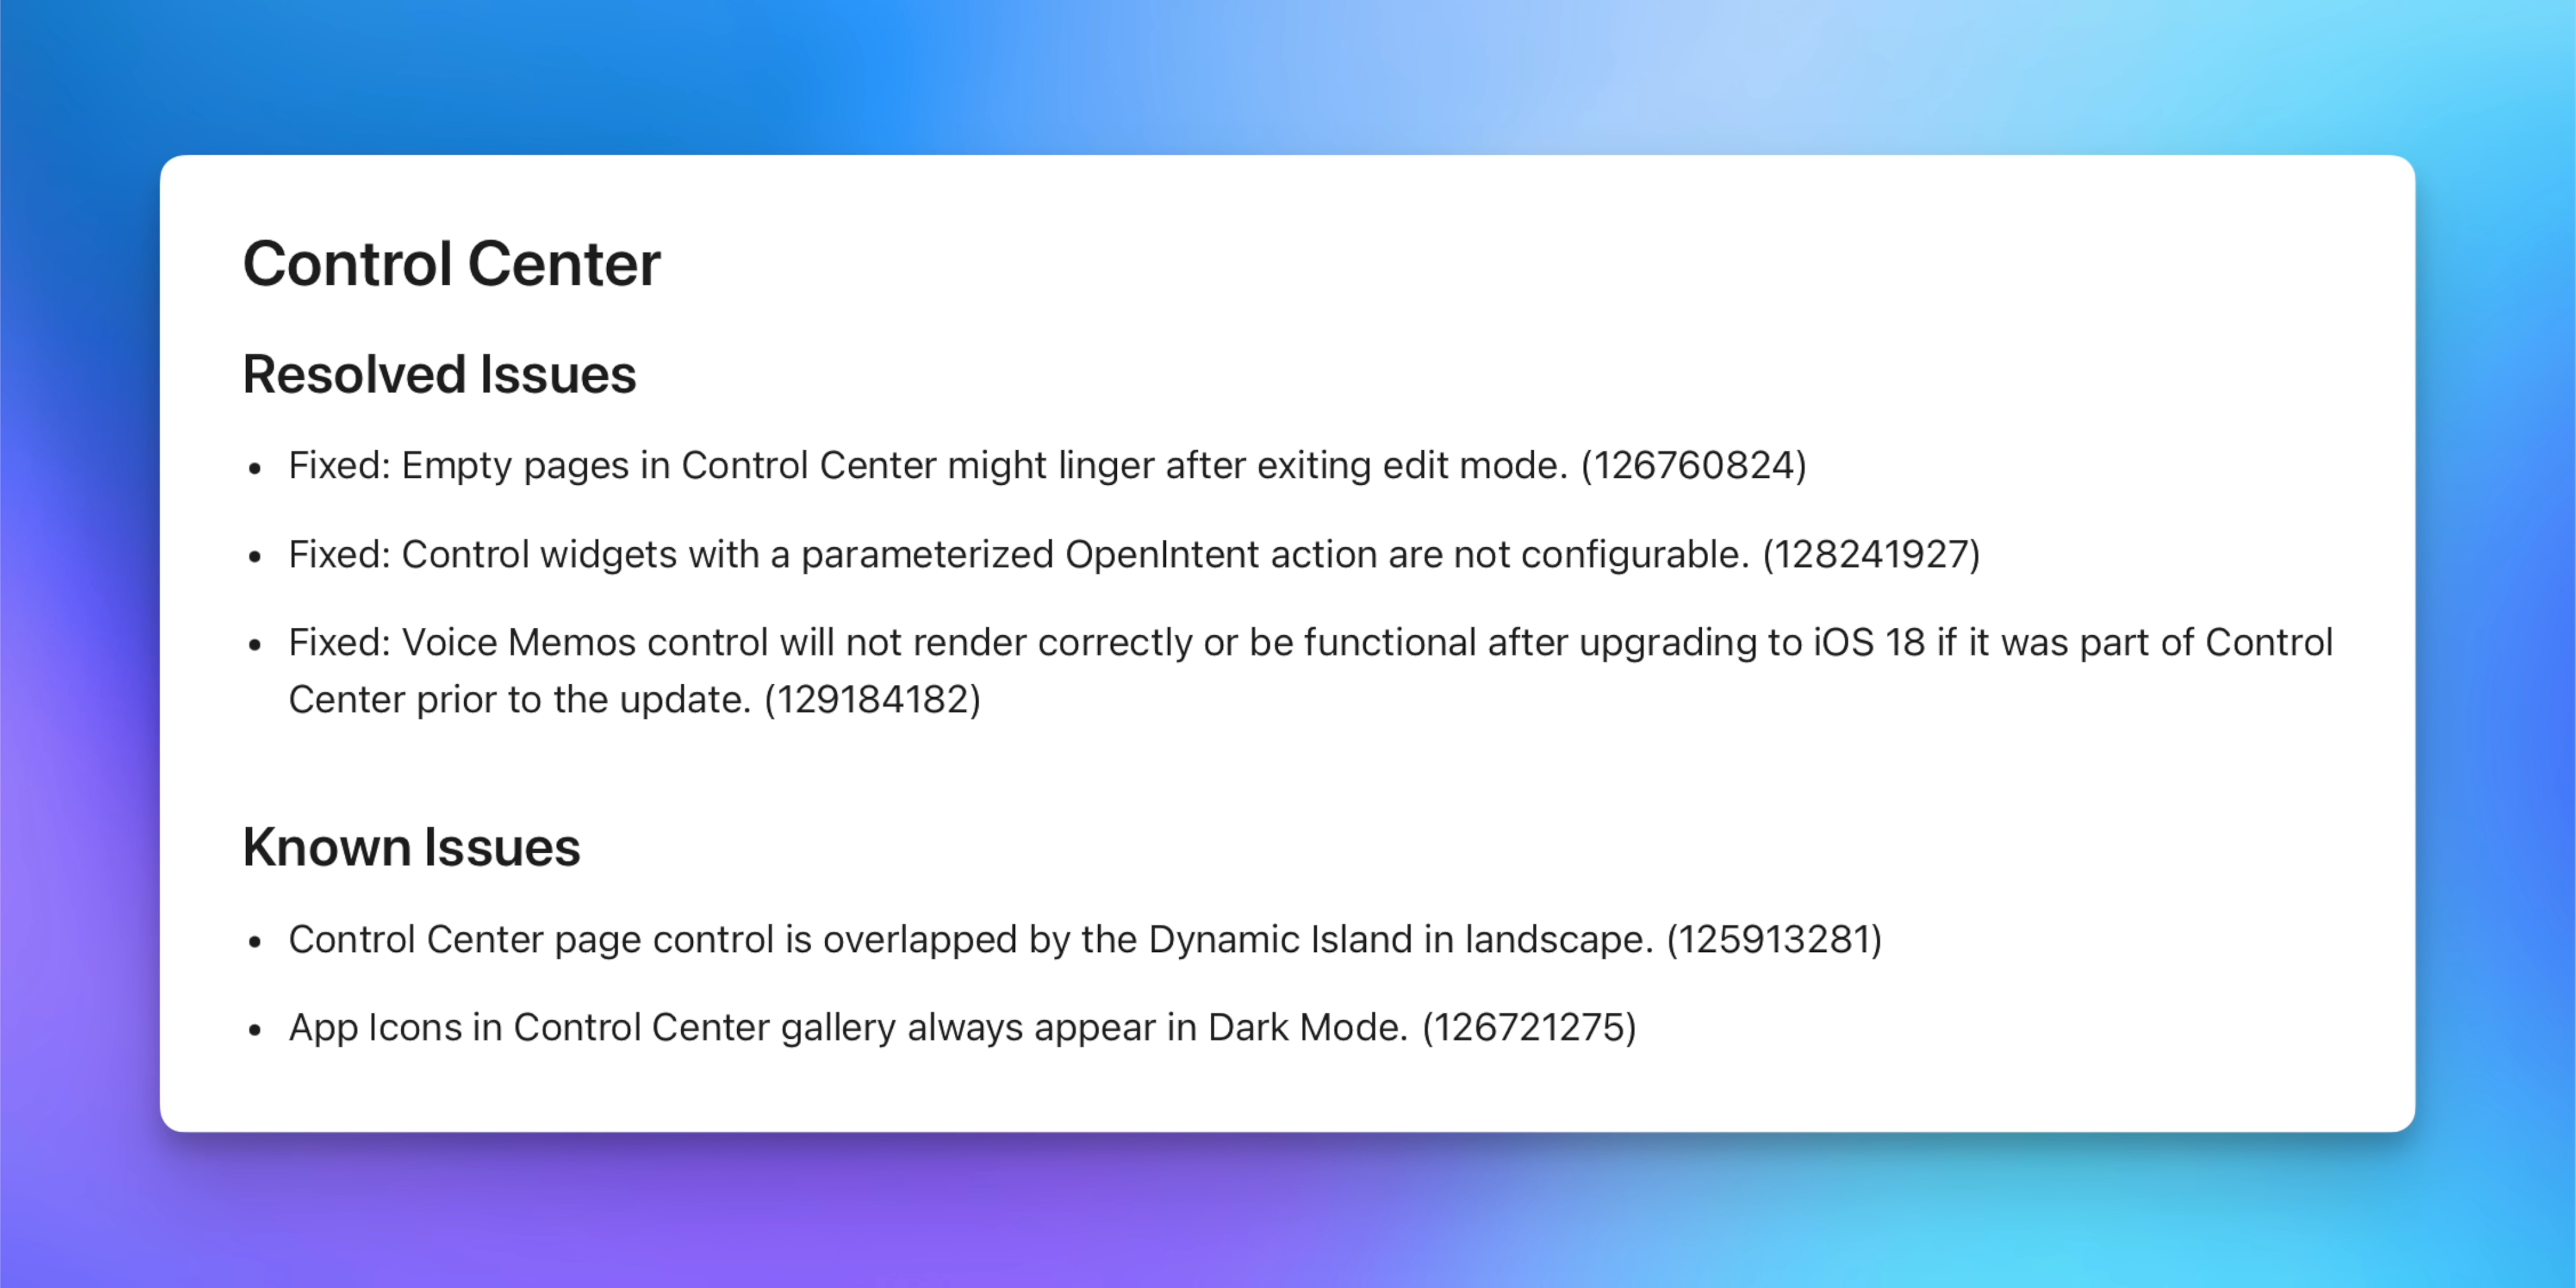 Control Center
Resolved Issues
• Fixed: Empty pages in Control Center might linger after exiting edit mode. (126760824)
• Fixed: Control widgets with a parameterized OpenIntent action are not configurable. (128241927)
• Fixed: Voice Memos control will not render correctly or be functional after upgrading to iOS 18 if it was part of Control
Center prior to the update. (129184182)
Known Issues
• Control Center page control is overlapped by the Dynamic Island in landscape. (125913281)
• App Icons in Control Center gallery always appear in Dark Mode. (126721275)